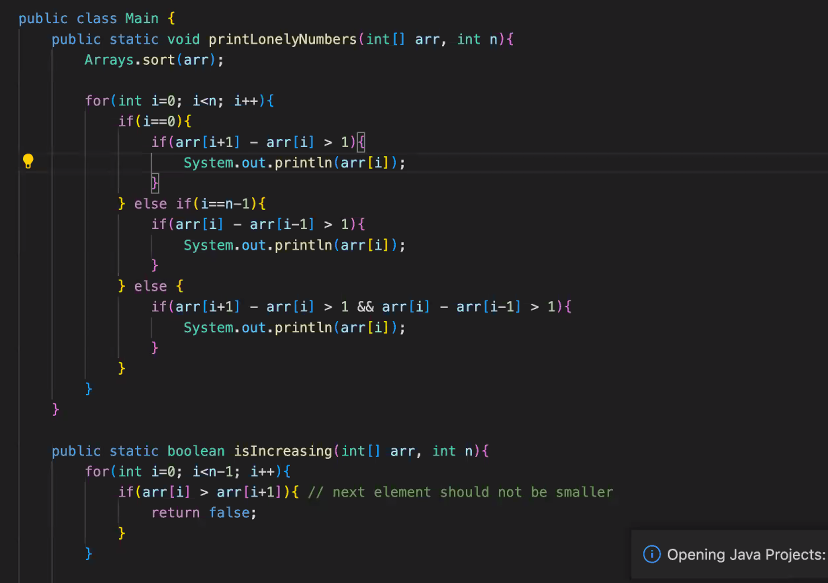 public class Main {
    public static void printLonelyNumbers(int[] arr, int n){
        Arrays.sort(arr);
        for(int i=0; i<n; i++){
            if(i==0){
                if(arr[i+1] - arr[i] > 1){
                    System.out.println(arr[i]);
                }
            } else if(i==n-1){
                if(arr[i] - arr[i-1] > 1){
                    System.out.println(arr[i]);
                }
            } else {
                if(arr[i+1] - arr[i] > 1 && arr[i] - arr[i-1] > 1){
                    System.out.println(arr[i]);
                }
            }
        }
    }
    public static boolean isIncreasing(int[] arr, int n){
        for(int i=0; i<n-1; i++){
            if(arr[i] > arr[i+1]){ // next element should not be smaller
                return false;
            }
        }
Opening Java Projects: